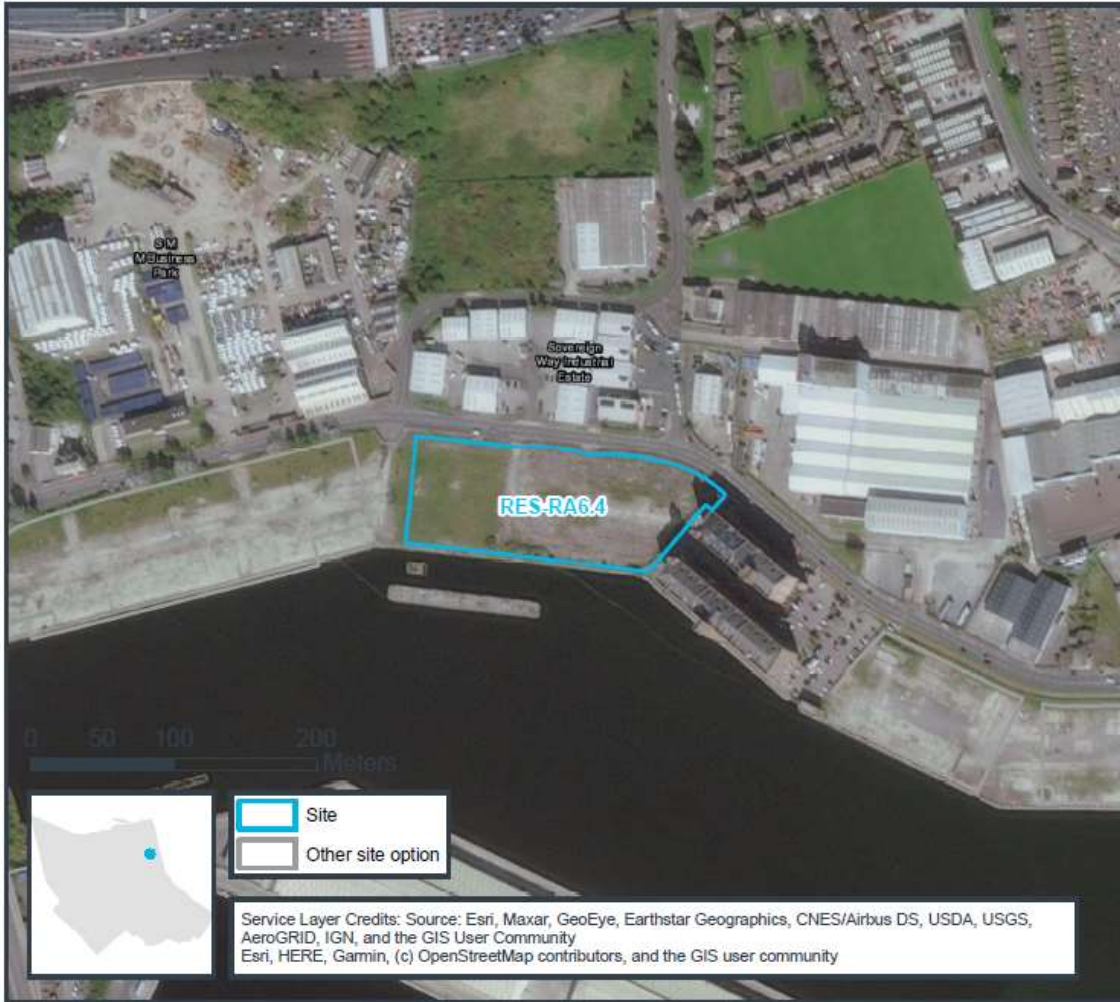 S M
M Business
Park
Sovereign
Way Industrial
Estate
RES-RA6.4
0 50 100 200
Meters
Site
Other site option
Service Layer Credits: Source: Esri, Maxar, GeoEye, Earthstar Geographics, CNES/Airbus DS, USDA, USGS,
AeroGRID, IGN, and the GIS User Community
Esri, HERE, Garmin, (c) OpenStreetMap contributors, and the GIS user community